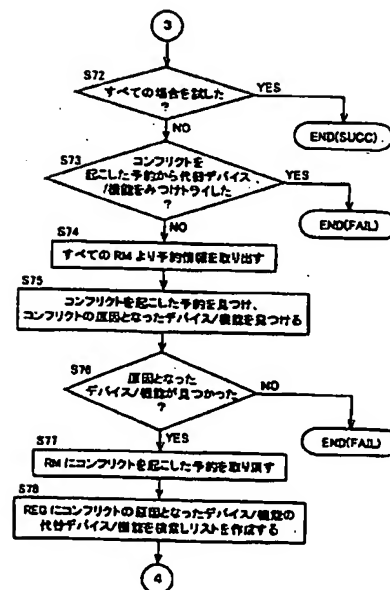 3
S72
すべての場合を試した
?
YES
END(SUCC)
NO
S73
コンフリクトを
起こした予約から代替デバイス
/機能をみつけトライした
?
YES
END(FAIL)
NO
S74
すべての RM より予約情報を取り出す
S75
コンフリクトを起こした予約を見つけ、
コンフリクトの原因となったデバイス/機能を見つける
S76
原因となった
デバイス/機能が見つかった
?
NO
END(FAIL)
YES
S77
RM にコンフリクトを起こした予約を取り消す
S78
REG にコンフリクトの原因となったデバイス/機能の
代替デバイス/機能を検索しリストを作成する
4